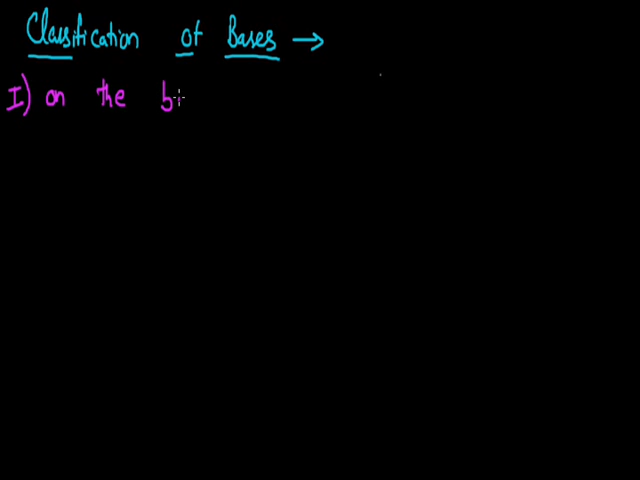 Classification of Bases →
I) on the b